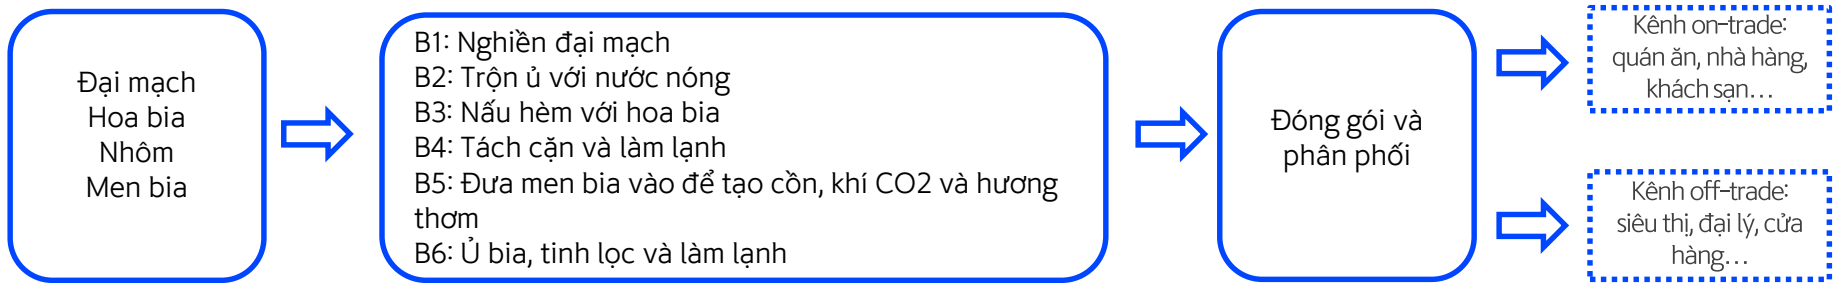 Đại mạch
Hoa bia
Nhôm
Men bia
B1: Nghiền đại mạch
B2: Trộn ủ với nước nóng
B3: Nấu hèm với hoa bia
B4: Tách cặn và làm lạnh
B5: Đưa men bia vào để tạo cồn, khí CO2 và hương
thơm
B6: Ủ bia, tinh lọc và làm lạnh
Đóng gói và
phân phối
Kênh on-trade:
quán ăn, nhà hàng,
khách sạn...
Kênh off-trade:
siêu thị, đại lý, cửa
hàng...